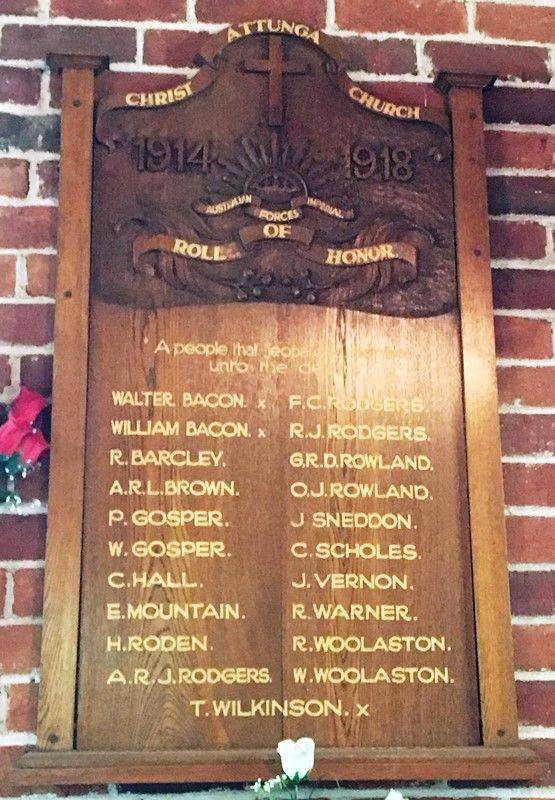 ATTUNGA
CHRIST CHURCH
1914 1918
AUSTRALIAN IMPERIAL
FORCES
OF
ROLL HONOR
A people that
unto the
WALTER. BACON. x
WILLIAM BACON. x
R. BARCLEY.
A.R.L. BROWN.
P. GOSPER.
W. GOSPER.
C. HALL.
E. MOUNTAIN.
H. RODEN.
A.R.J. RODGERS.
F.C. RODGERS.
R.J. RODGERS.
G.R.D. ROWLAND.
O.J. ROWLAND.
J SNEDDON.
C. SCHOLES.
J. VERNON.
R. WARNER.
R. WOOLASTON.
W. WOOLASTON.
T. WILKINSON. x